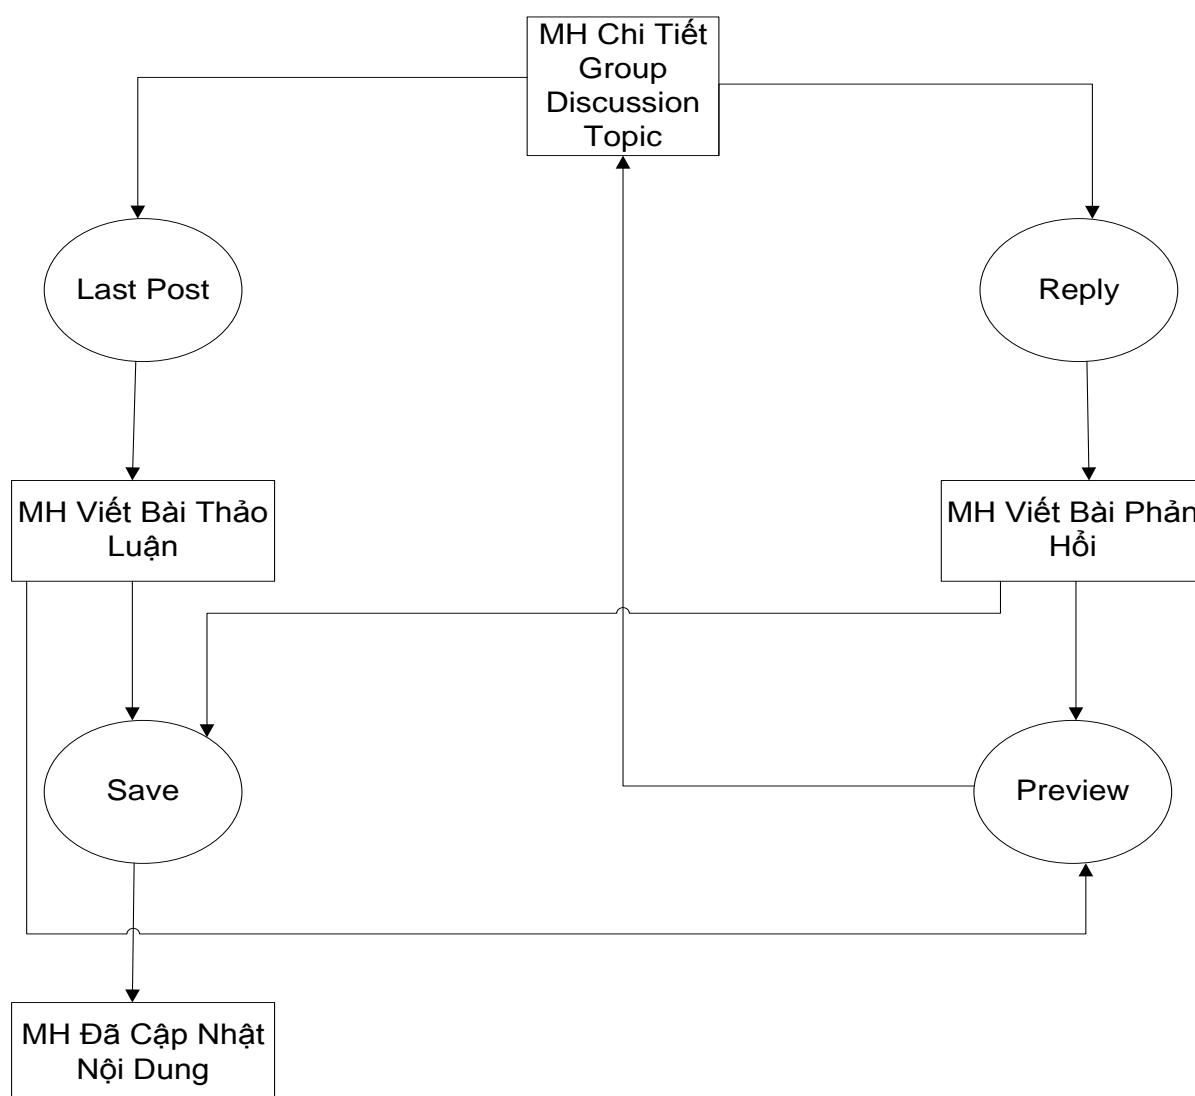 MH Chi Tiết
Group
Discussion
Topic
Last Post
Reply
MH Viết Bài Thảo
Luận
MH Viết Bài Phản
Hồi
Save
Preview
MH Đã Cập Nhật
Nội Dung